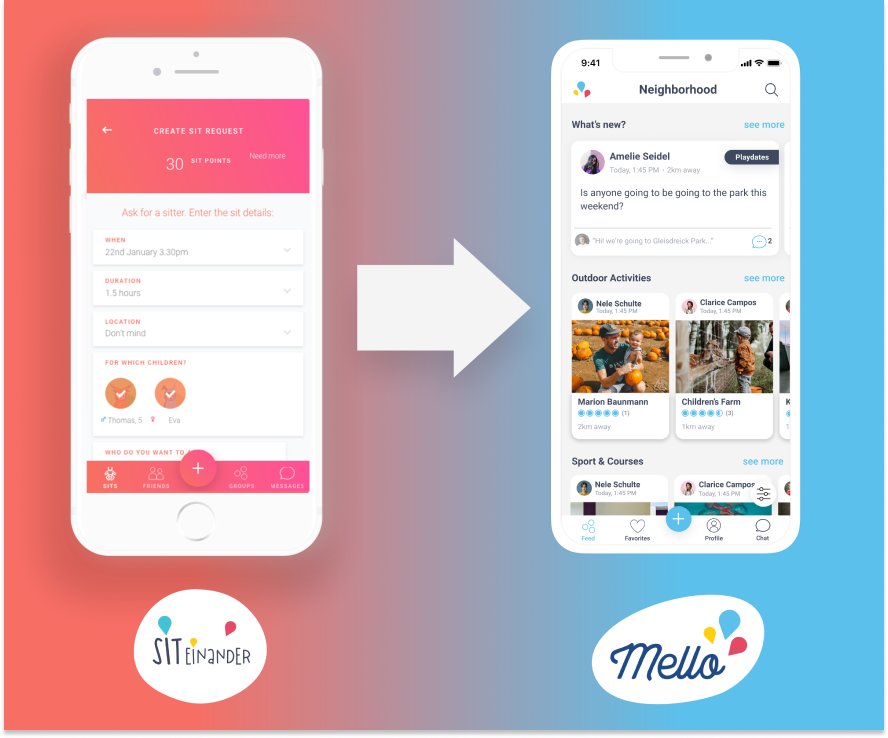 CREATE SIT REQUEST
30 SIT POINTS
Need more
Ask for a sitter. Enter the sit details:
WHEN
22nd January 3.30pm
DURATION
1.5 hours
LOCATION
Don't mind
FOR WHICH CHILDREN?
Thomas, 5
Eva
WHO DO YOU WANT TO
SITS
FRIENDS
GROUPS
MESSAGES
SITEINANDER
9:41
Neighborhood
What's new?
see more
Amelie Seidel
Playdates
Today, 1:45 PM · 2km away
Is anyone going to be going to the park this
weekend?
"Hi! we're going to Gleisdreick Park..."
2
Outdoor Activities
see more
Nele Schulte
Today, 1:45 PM
Clarice Campos
Today, 1:45 PM
Marion Baunmann
(1)
2km away
Children's Farm
(3)
1km away
K
1
Sport & Courses
see more
Nele Schulte
Today, 1:45 PM
Clarice Campos
Today, 1:45 PM
Feed
Favorites
Profile
Chat
Mello